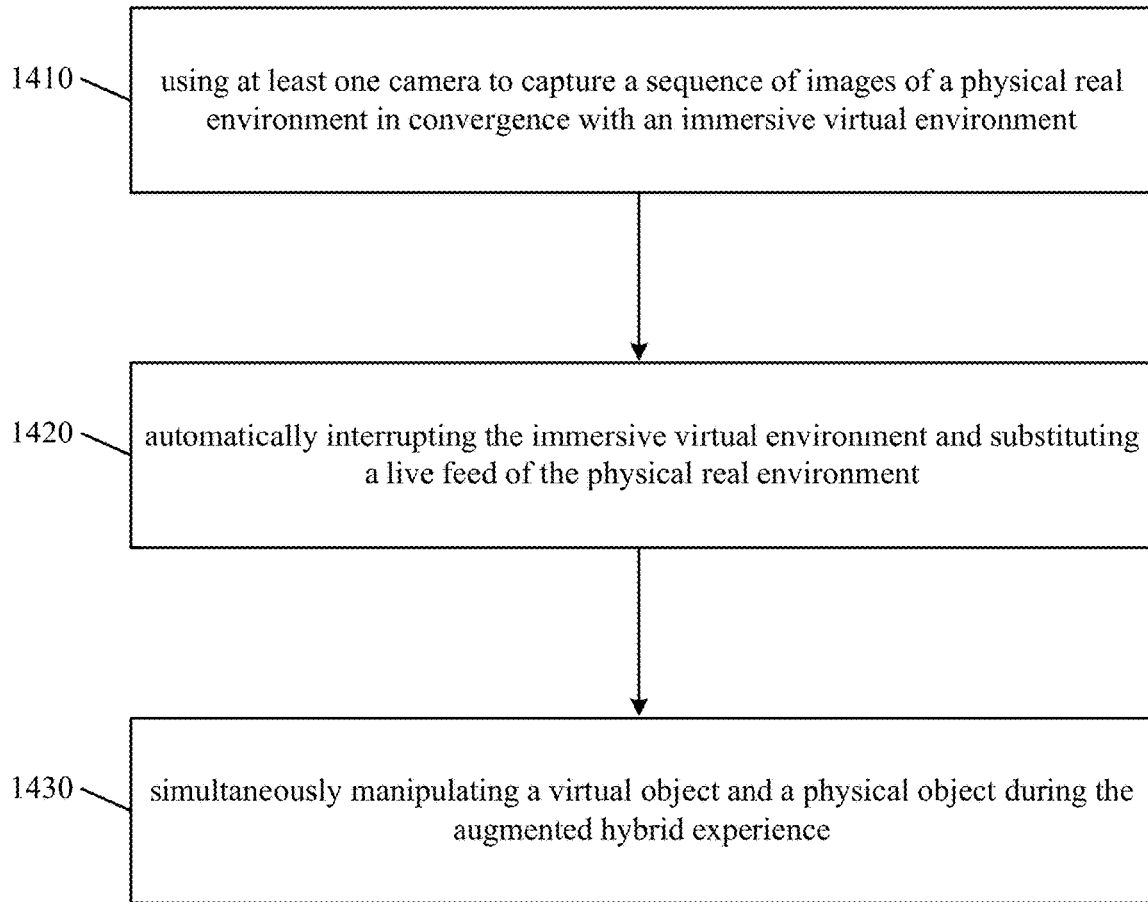 1410
using at least one camera to capture a sequence of images of a physical real
environment in convergence with an immersive virtual environment
1420
automatically interrupting the immersive virtual environment and substituting
a live feed of the physical real environment
1430
simultaneously manipulating a virtual object and a physical object during the
augmented hybrid experience